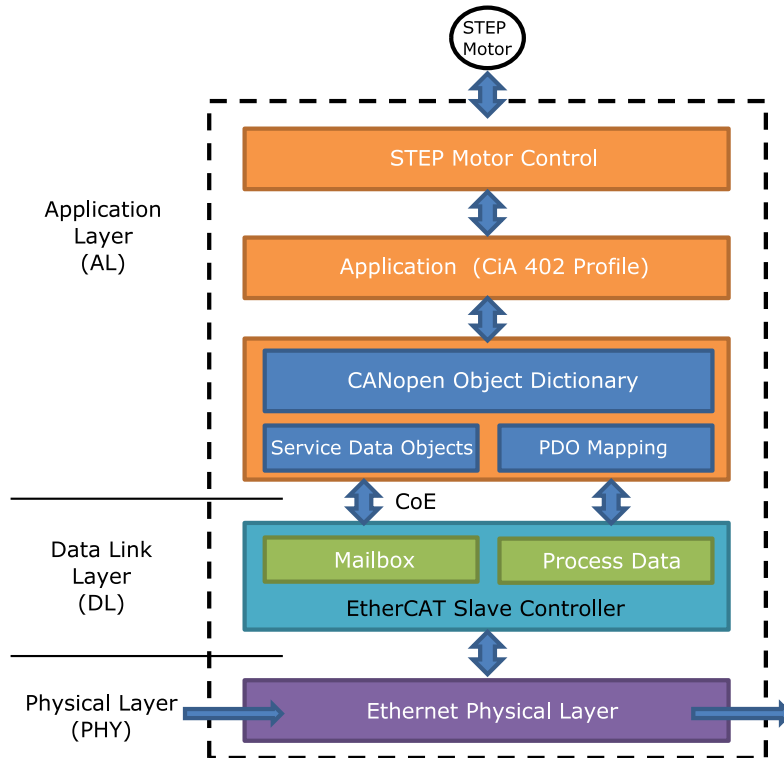 STEP
Motor
STEP Motor Control
Application
Layer
(AL)
Application  (CiA 402 Profile)
CANopen Object Dictionary
Service Data Objects
PDO Mapping
CoE
Data Link
Layer
(DL)
Mailbox
Process Data
EtherCAT Slave Controller
Physical Layer
(PHY)
Ethernet Physical Layer